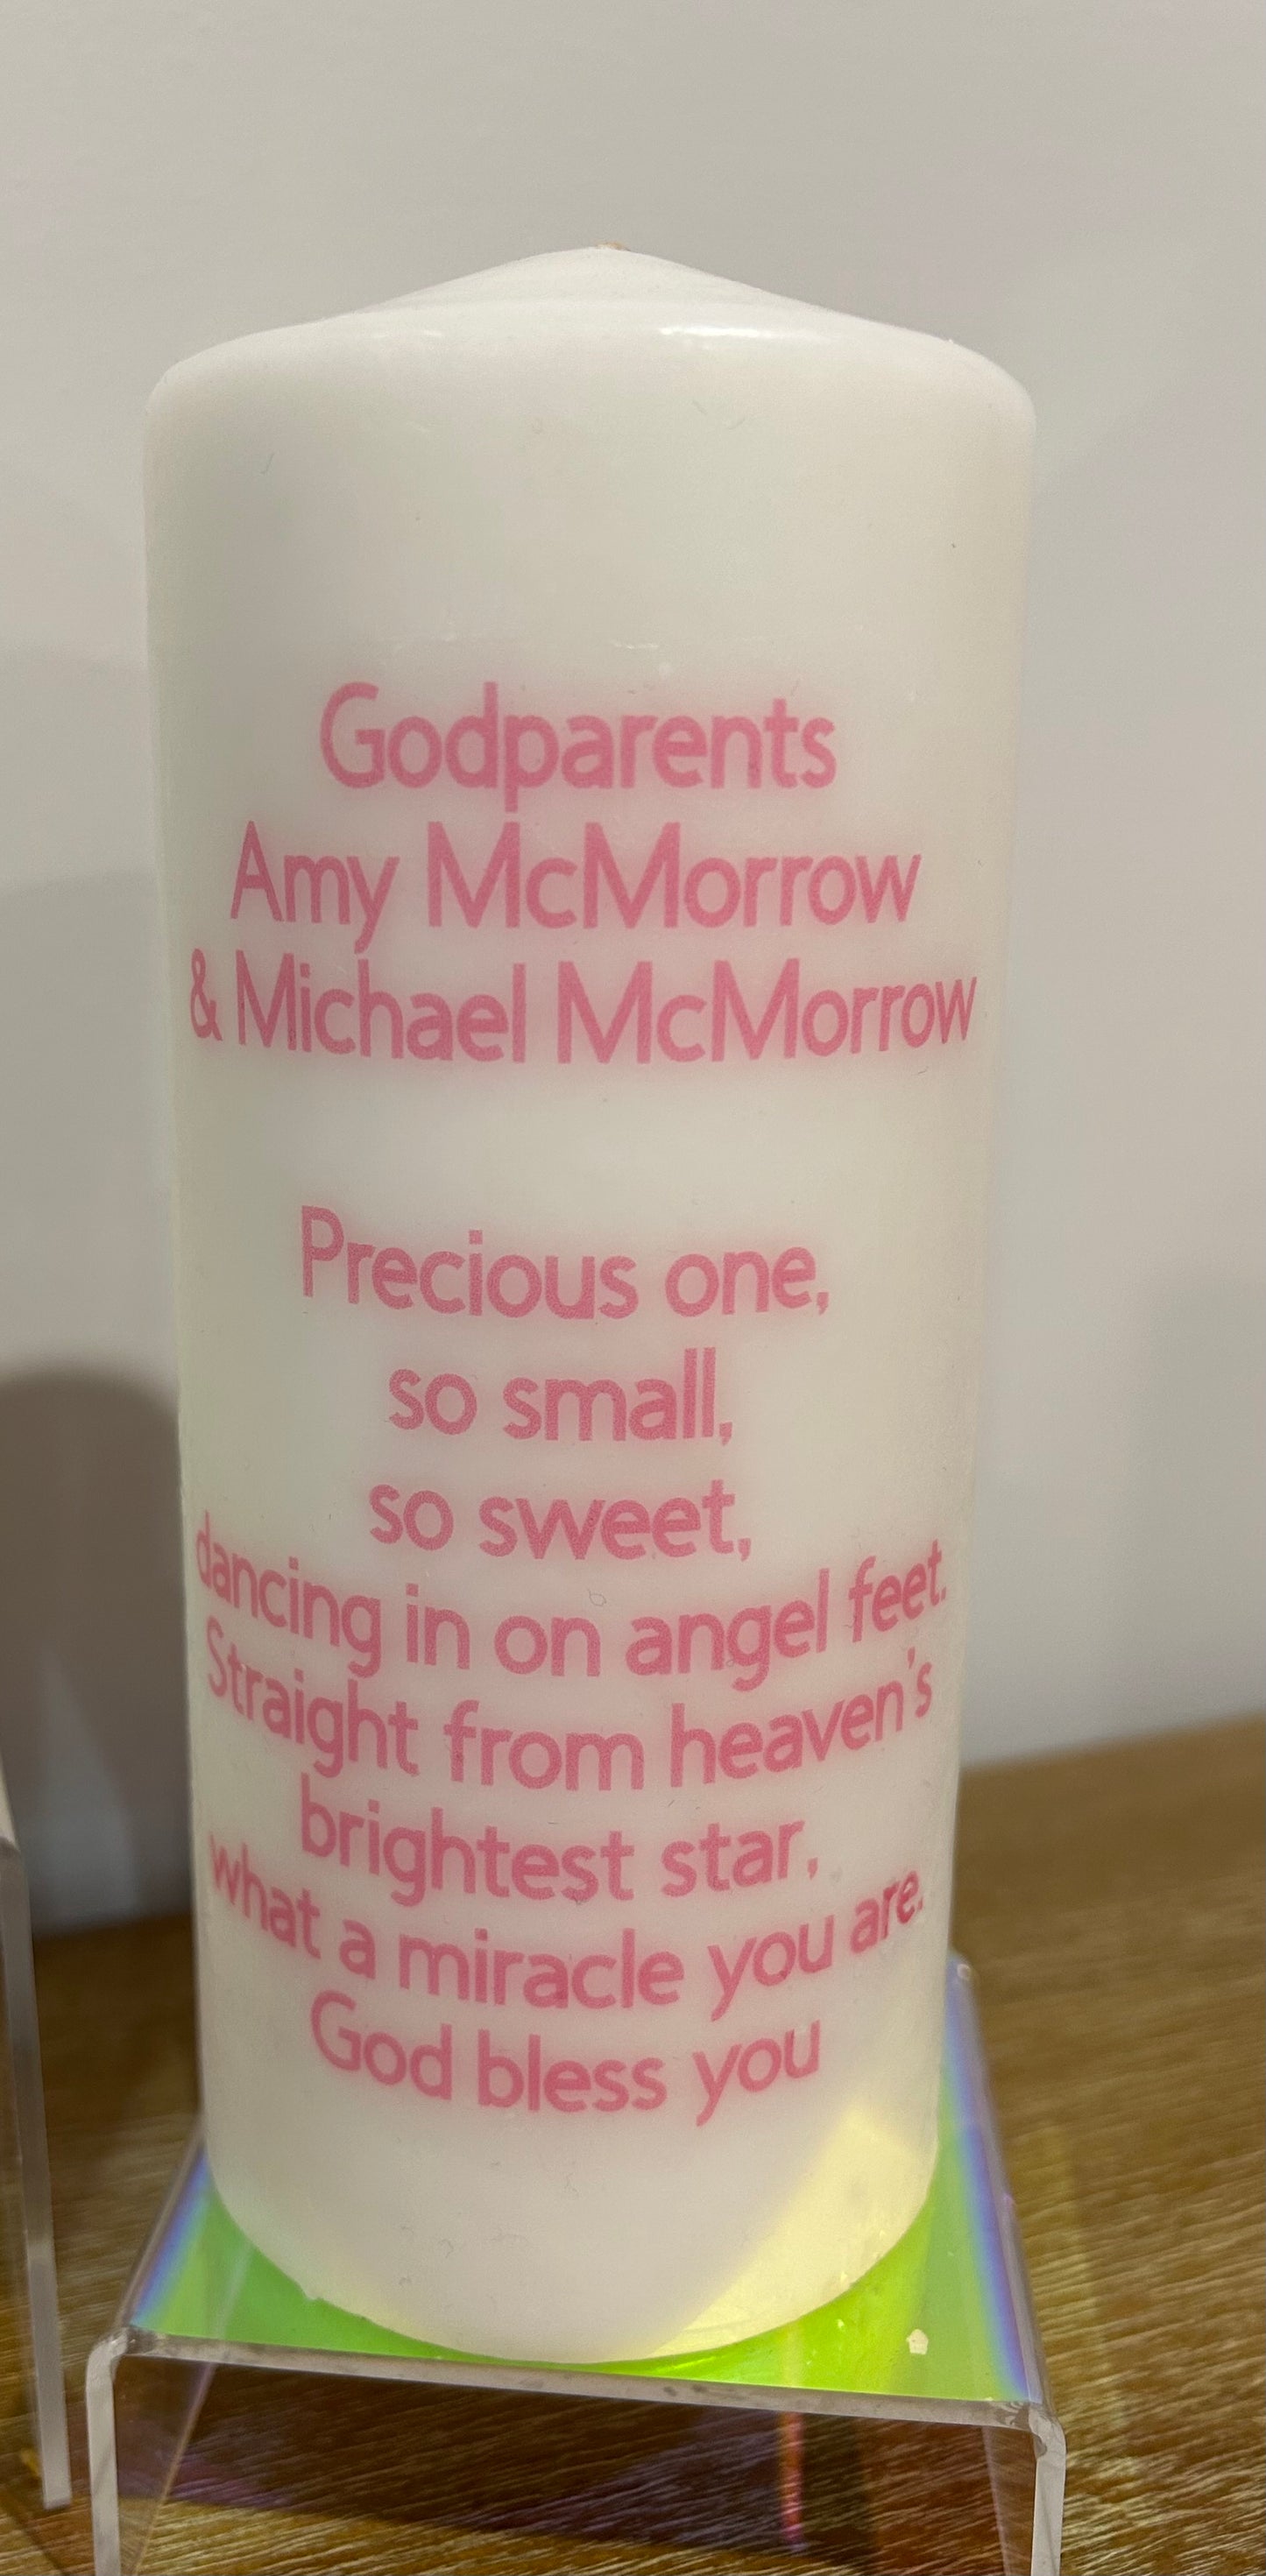 Godparents
Amy McMorrow
& Michael McMorrow
Precious one,
so small,
so sweet,
dancing in on angel feet.
Straight from heaven's
brightest star,
what a miracle you are.
God bless you